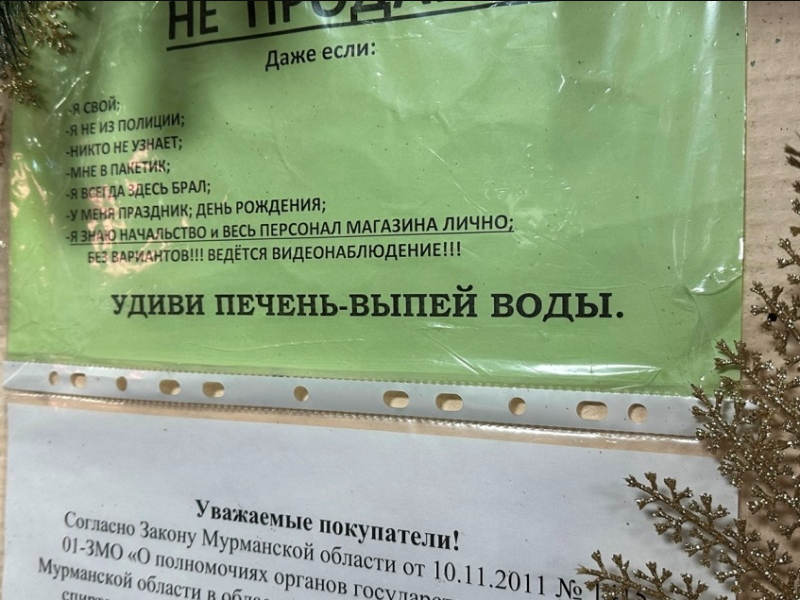 НЕ
Даже если:
-Я СВОЙ;
-Я НЕ ИЗ ПОЛИЦИИ;
-НИКТО НЕ УЗНАЕТ;
-МНЕ В ПАКЕТИК;
-Я ВСЕГДА ЗДЕСЬ БРАЛ;
-У МЕНЯ ПРАЗДНИК; ДЕНЬ РОЖДЕНИЯ;
-Я ЗНАЮ НАЧАЛЬСТВО и ВЕСЬ ПЕРСОНАЛ МАГАЗИНА ЛИЧНО;
БЕЗ ВАРИАНТОВ!!! ВЕДЁТСЯ ВИДЕОНАБЛЮДЕНИЕ!!!
УДИВИ ПЕЧЕНЬ-ВЫПЕЙ ВОДЫ.
Уважаемые покупатели!
Согласно Закону Мурманской области от 10.11.2011 №
01-ЗМО «О полномочиях органов
Мурманской области в